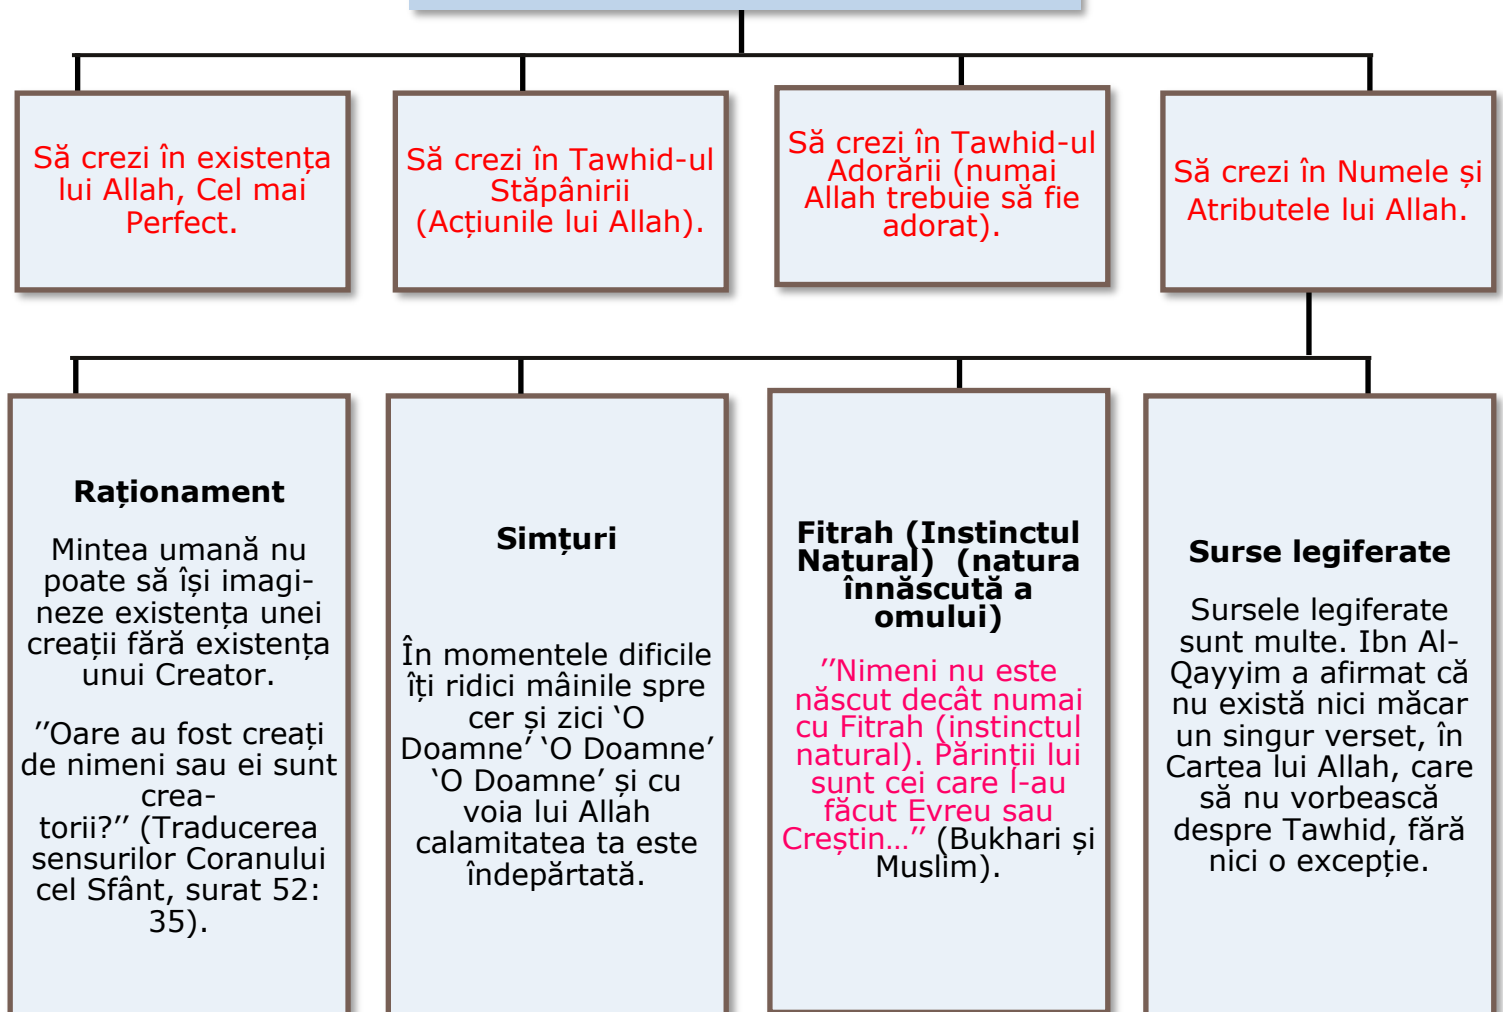 Să crezi în existența
lui Allah, Cel mai
Perfect.
Să crezi în Tawhid-ul
Stăpânirii
(Acțiunile lui Allah).
Să crezi în Tawhid-ul
Adorării (numai
Allah trebuie să fie
adorat).
Să crezi în Numele și
Atributele lui Allah.
Raționament
Mintea umană nu
poate să își imagi-
neze existența unei
creații fără existența
unui Creator.
’’Oare au fost creați
de nimeni sau ei sunt
crea-
torii?’’ (Traducerea
sensurilor Coranului
cel Sfânt, surat 52:
35).
Simțuri
În momentele dificile
îți ridici mâinile spre
cer și zici ‘O
Doamne’ ‘O Doamne’
‘O Doamne’ și cu
voia lui Allah
calamitatea ta este
îndepărtată.
Fitrah (Instinctul
Natural) (natura
înnăscută a
omului)
’’Nimeni nu este
născut decât numai
cu Fitrah (instinctul
natural). Părinții lui
sunt cei care l-au
făcut Evreu sau
Creștin…’’ (Bukhari și
Muslim).
Surse legiferate
Sursele legiferate
sunt multe. Ibn Al-
Qayyim a afirmat că
nu există nici măcar
un singur verset, în
Cartea lui Allah, care
să nu vorbească
despre Tawhid, fără
nici o excepție.